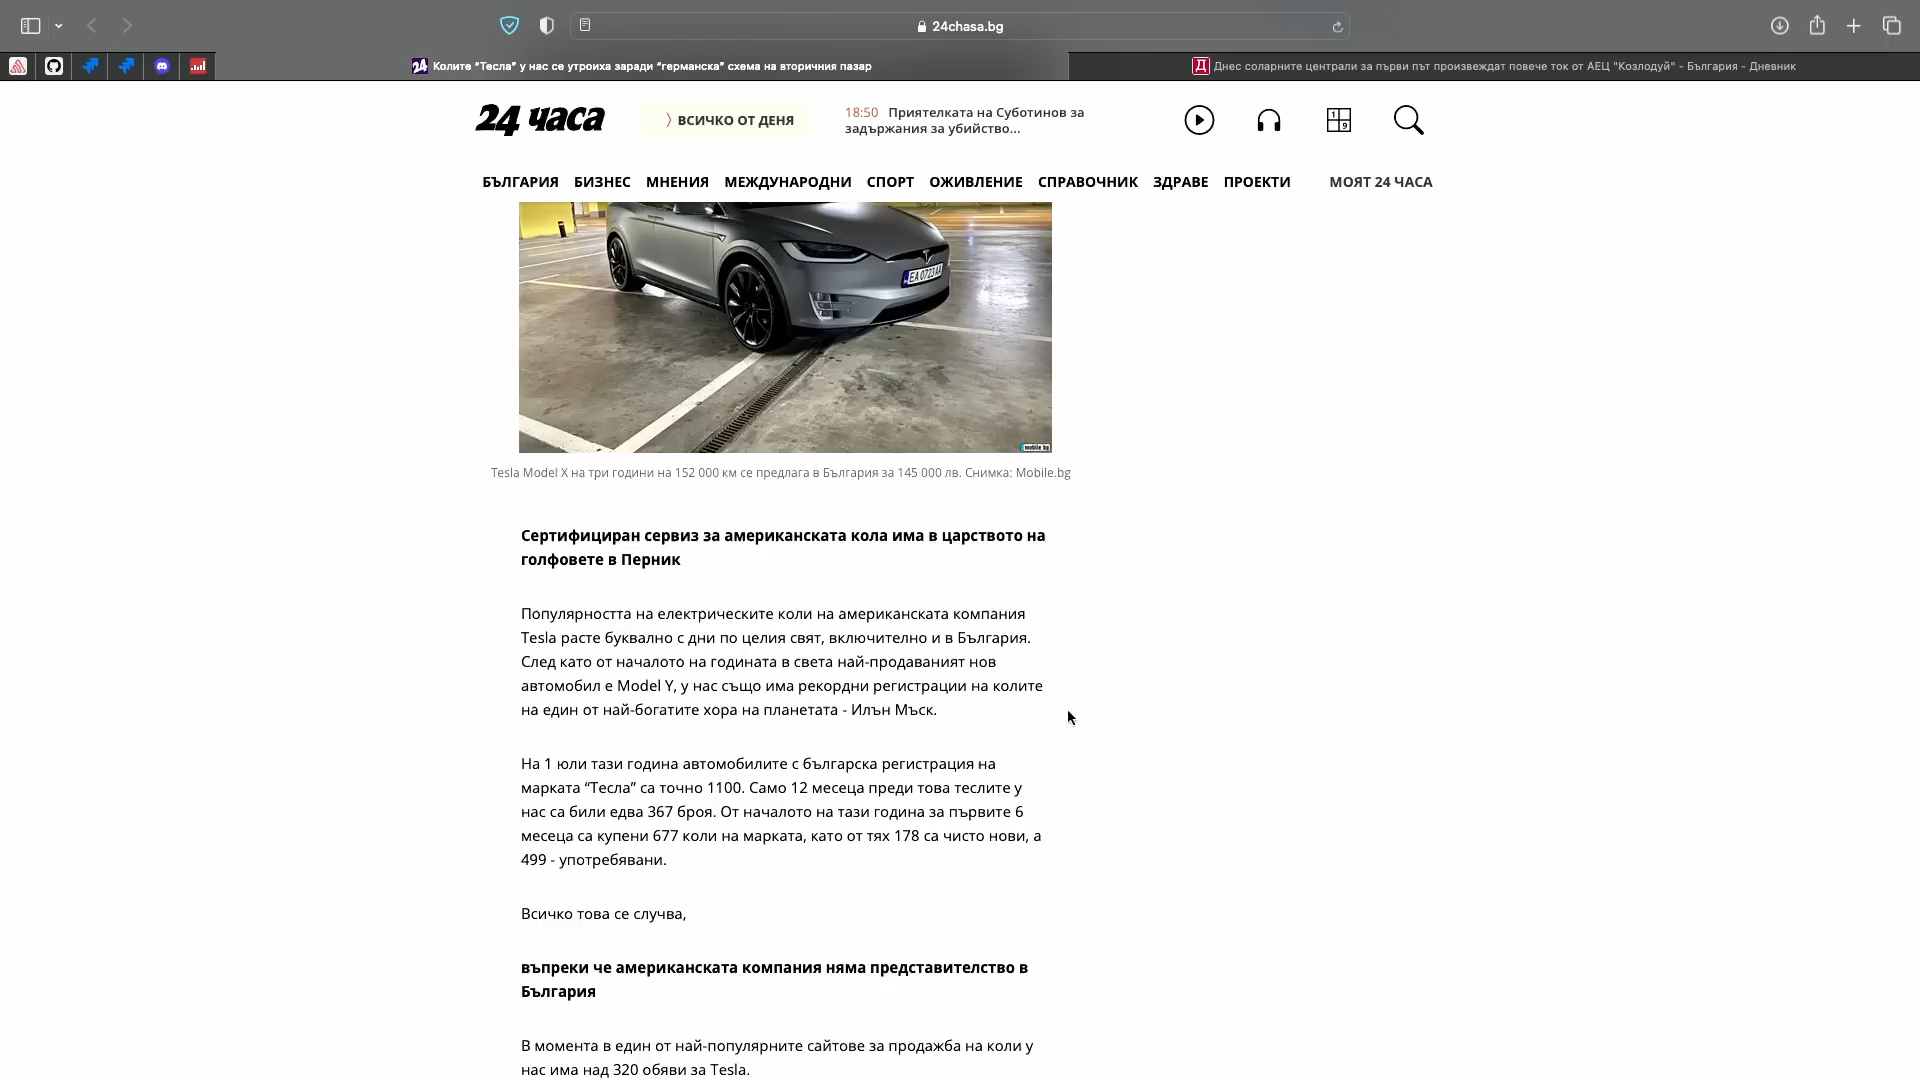 24chasa.bg
Колите “Тесла” у нас се утроиха заради “германска” схема на вторичния пазар
Днес соларните централи за първи път произвеждат повече ток от АЕЦ "Козлодуй" - България - Дневник
24 часа
ВСИЧКО ОТ ДЕНЯ
18:50 Приятелката на Суботинов за
задържания за убийство...
БЪЛГАРИЯ БИЗНЕС МНЕНИЯ МЕЖДУНАРОДНИ СПОРТ ОЖИВЛЕНИЕ СПРАВОЧНИК ЗДРАВЕ ПРОЕКТИ МОЯТ 24 ЧАСА
EA 0723 AA
mobile.bg
Tesla Model X на три години на 152 000 км се предлага в България за 145 000 лв. Снимка: Mobile.bg
Сертифициран сервиз за американската кола има в царството на
голфовете в Перник
Популярността на електрическите коли на американската компания
Tesla расте буквално с дни по целия свят, включително и в България.
След като от началото на годината в света най-продаваният нов
автомобил е Model Y, у нас също има рекордни регистрации на колите
на един от най-богатите хора на планетата - Илън Мъск.
На 1 юли тази година автомобилите с българска регистрация на
марката “Тесла” са точно 1100. Само 12 месеца преди това теслите у
нас са били едва 367 броя. От началото на тази година за първите 6
месеца са купени 677 коли на марката, като от тях 178 са чисто нови, а
499 - употребявани.
Всичко това се случва,
въпреки че американската компания няма представителство в
България
В момента в един от най-популярните сайтове за продажба на коли у
нас има над 320 обяви за Tesla.